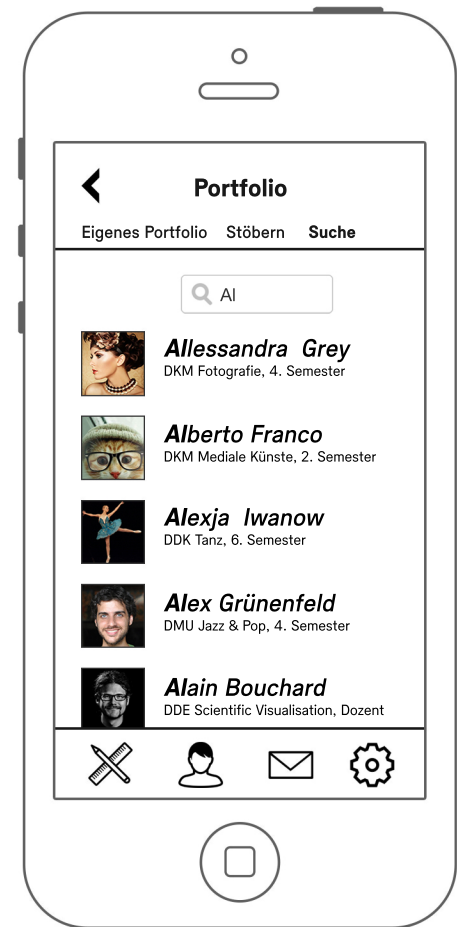 Portfolio
Eigenes Portfolio Stöbern Suche
Al
Allessandra Grey
DKM Fotografie, 4. Semester
Alberto Franco
DKM Mediale Künste, 2. Semester
Alexja Iwanow
DDK Tanz, 6. Semester
Alex Grünenfeld
DMU Jazz & Pop, 4. Semester
Alain Bouchard
DDE Scientific Visualisation, Dozent